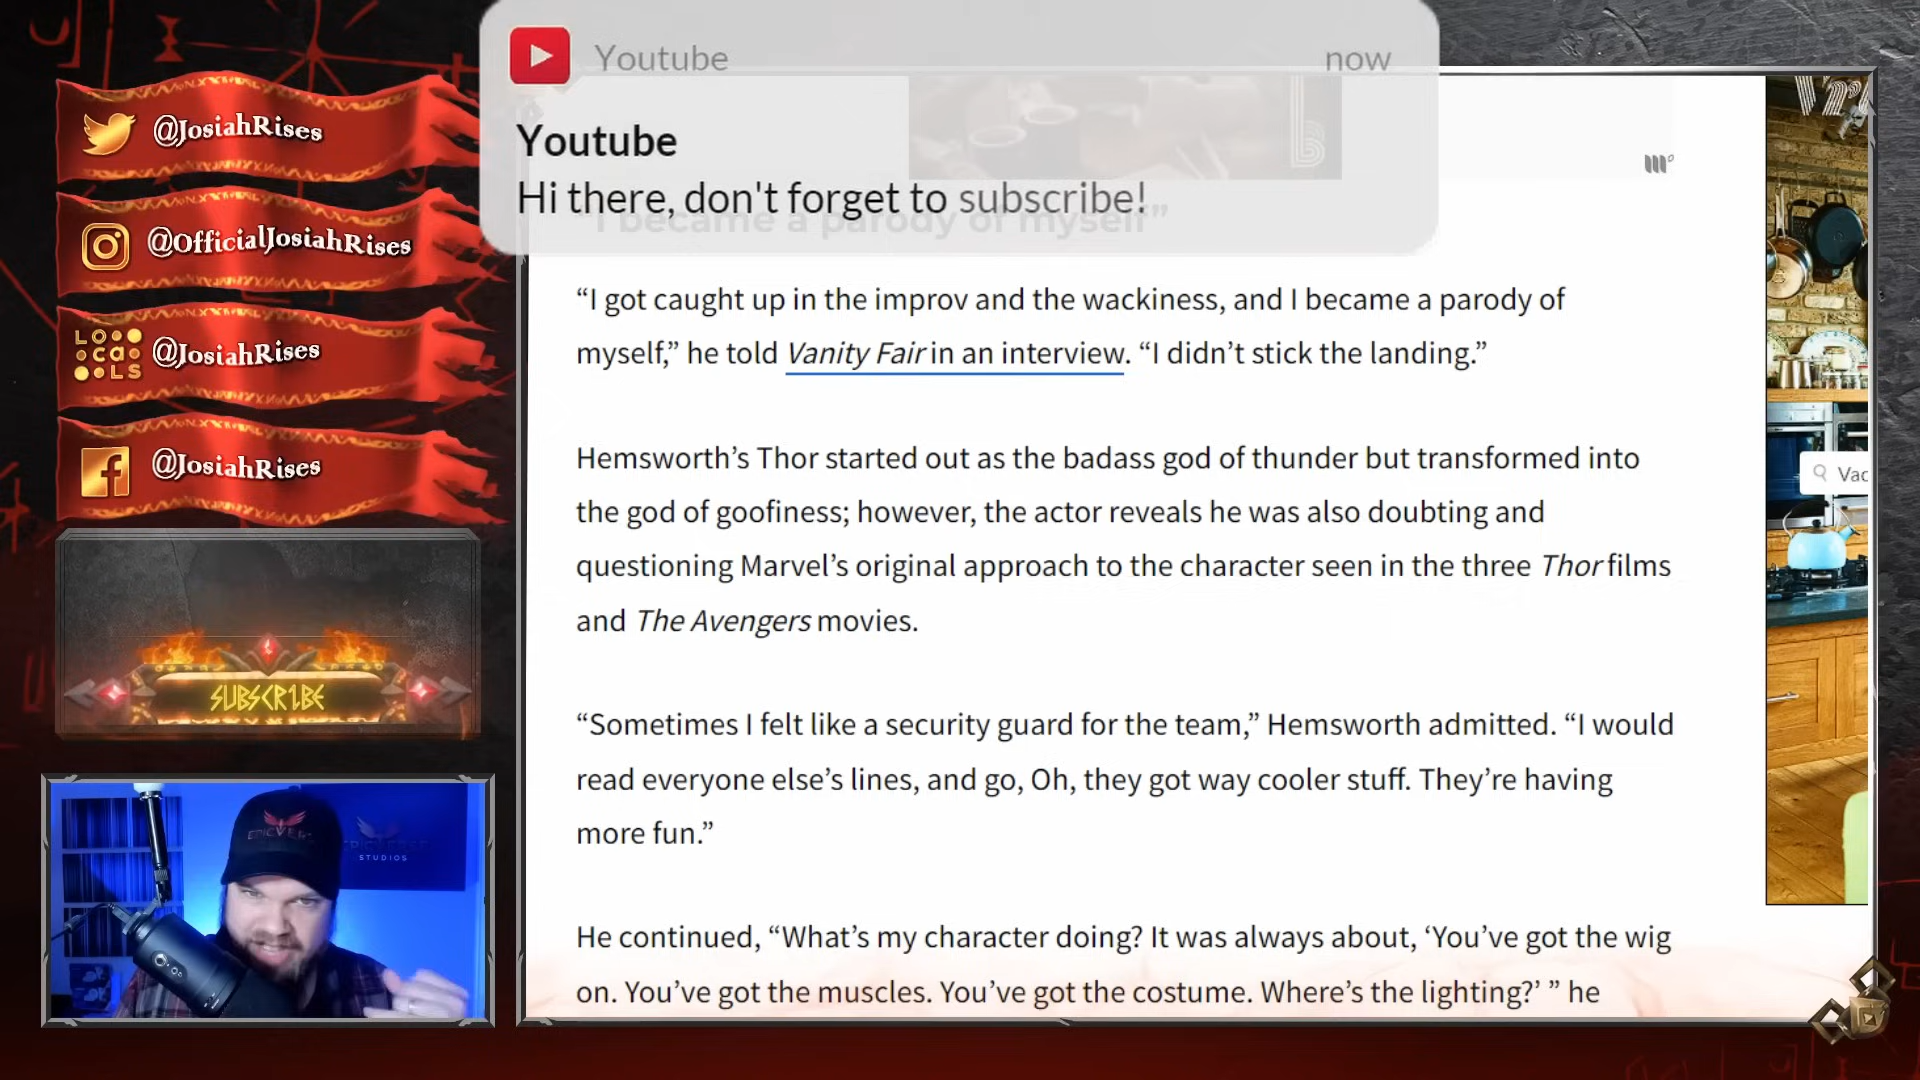 Youtube
now
Youtube
Hi there, don't forget to subscribe!
“I became a parody of myself”
“I got caught up in the improv and the wackiness, and I became a parody of
myself,” he told Vanity Fair in an interview. “I didn’t stick the landing.”
Hemsworth’s Thor started out as the badass god of thunder but transformed into
the god of goofiness; however, the actor reveals he was also doubting and
questioning Marvel’s original approach to the character seen in the three Thor films
and The Avengers movies.
“Sometimes I felt like a security guard for the team,” Hemsworth admitted. “I would
read everyone else’s lines, and go, Oh, they got way cooler stuff. They’re having
more fun.”
He continued, “What’s my character doing? It was always about, ‘You’ve got the wig
on. You’ve got the muscles. You’ve got the costume. Where’s the lighting?’ ” he
@JosiahRises
@OfficialJosiahRises
LOCALS
@JosiahRises
@JosiahRises
SUBSCRIBE
STUDIOS
Vac